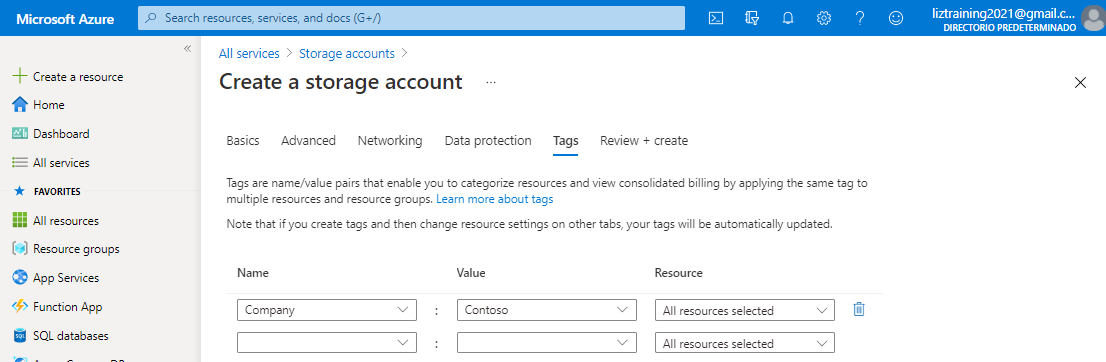 Microsoft Azure
Search resources, services, and docs (G+/)
liztraining2021@gmail.c...
DIRECTORIO PREDETERMINADO
Create a resource
Home
Dashboard
All services
FAVORITES
All resources
Resource groups
App Services
Function App
SQL databases
All services > Storage accounts >
Create a storage account ...
Basics Advanced Networking Data protection Tags Review + create
Tags are name/value pairs that enable you to categorize resources and view consolidated billing by applying the same tag to
multiple resources and resource groups. Learn more about tags
Note that if you create tags and then change resource settings on other tabs, your tags will be automatically updated.
Name Value Resource
Company : Contoso All resources selected
: All resources selected